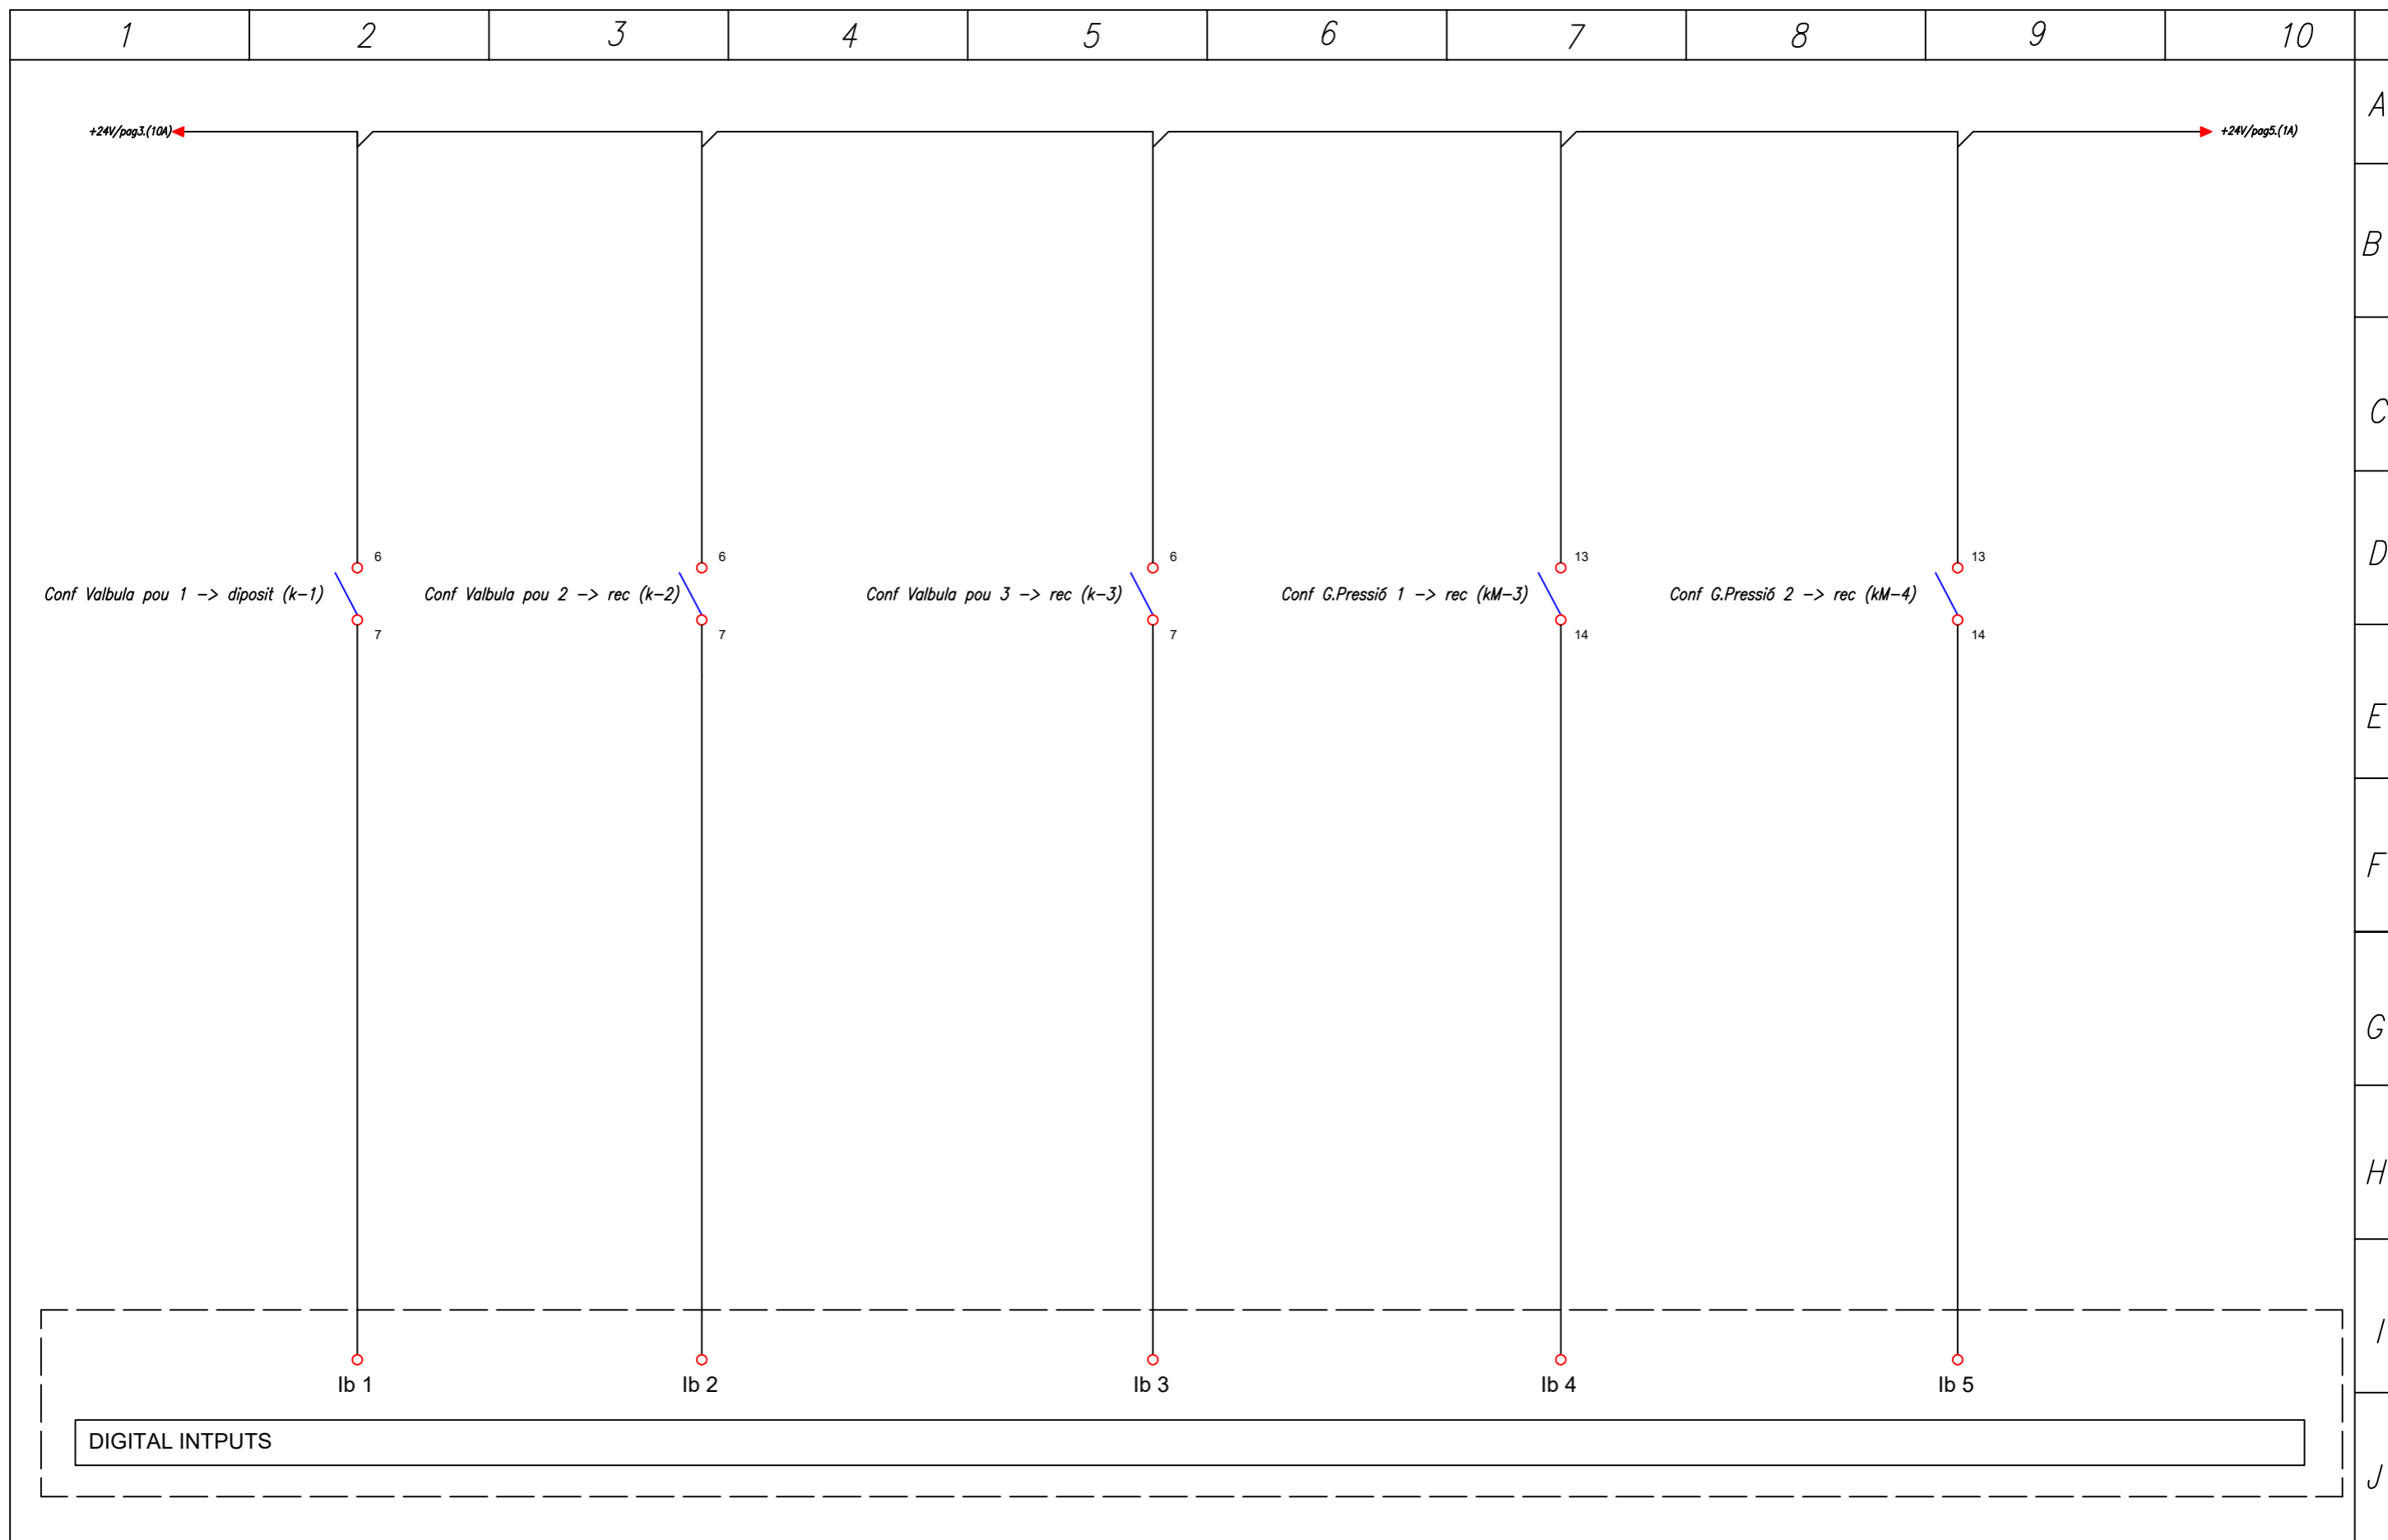 1 2 3 4 5 6 7 8 9 10
A
+24V/pag3.(10A) +24V/pag5.(1A)
B
C
D
6 6 6 13 13
Conf Valbula pou 1 -> diposit (k-1) Conf Valbula pou 2 -> rec (k-2) Conf Valbula pou 3 -> rec (k-3) Conf G.Pressió 1 -> rec (kM-3) Conf G.Pressió 2 -> rec (kM-4)
7 7 7 14 14
E
F
G
H
I
Ib 1 Ib 2 Ib 3 Ib 4 Ib 5
DIGITAL INTPUTS
J